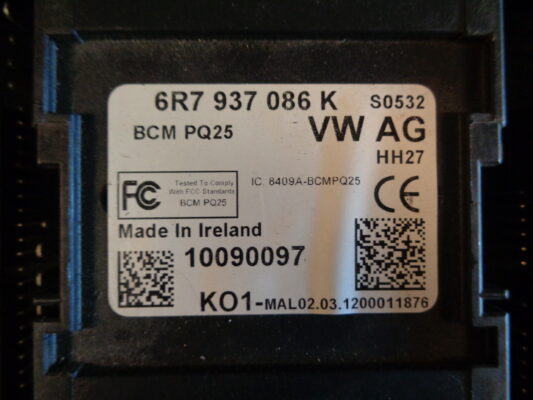 6R7 937 086 K S0532
BCM PQ25 VW AG
HH27
FC Tested To Comply
With FCC Standards
BCM PQ25
IC: 8409A-BCMPQ25
CE
Made In Ireland
10090097
KO1-MAL02.03.1200011876